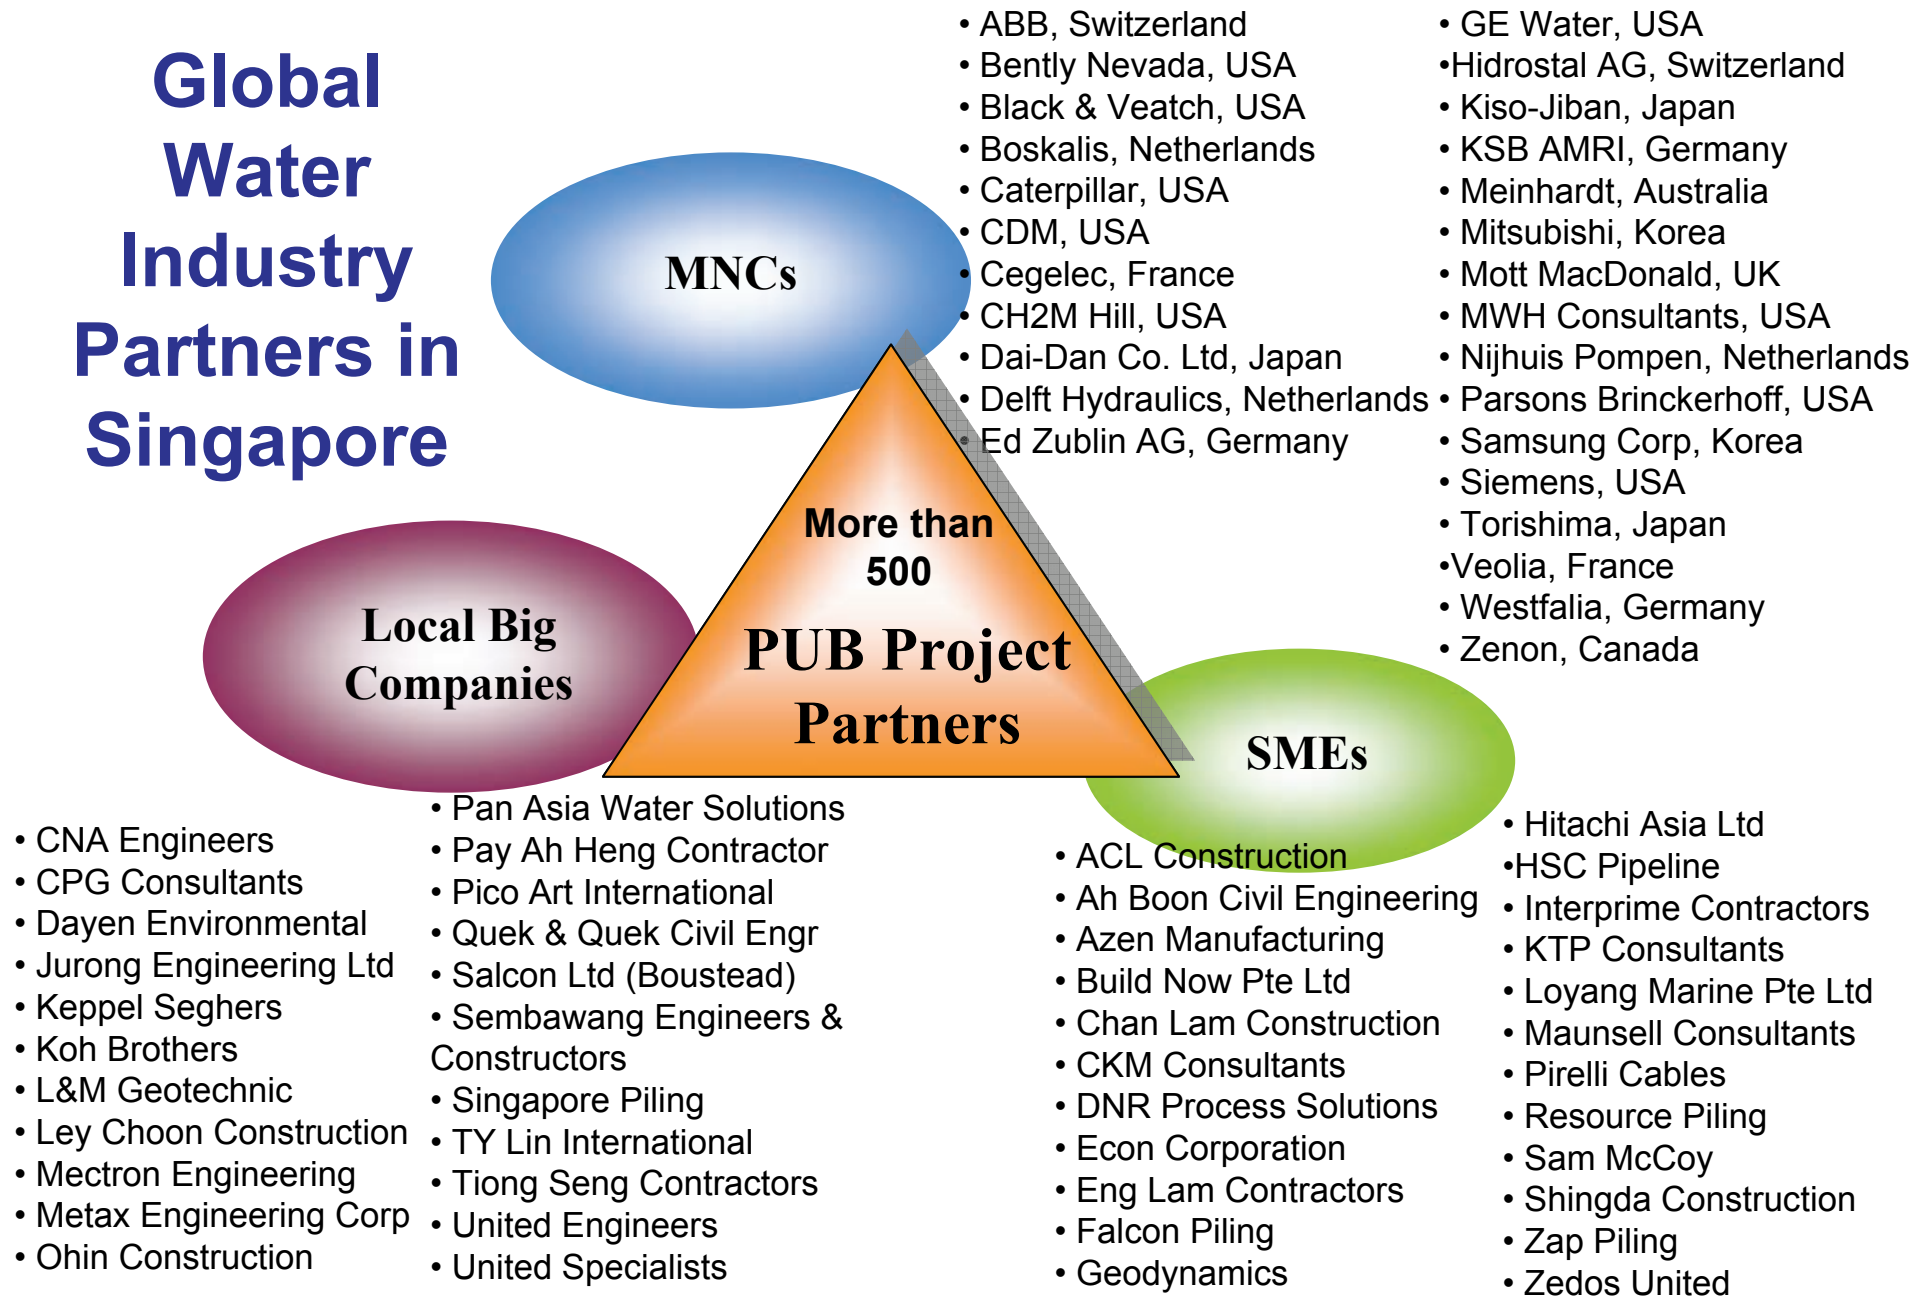 Global
Water
Industry
Partners in
Singapore
MNCs
• ABB, Switzerland
• Bently Nevada, USA
• Black & Veatch, USA
• Boskalis, Netherlands
• Caterpillar, USA
• CDM, USA
• Cegelec, France
• CH2M Hill, USA
• Dai-Dan Co. Ltd, Japan
• Delft Hydraulics, Netherlands
• Ed Zublin AG, Germany
• GE Water, USA
•Hidrostal AG, Switzerland
• Kiso-Jiban, Japan
• KSB AMRI, Germany
• Meinhardt, Australia
• Mitsubishi, Korea
• Mott MacDonald, UK
• MWH Consultants, USA
• Nijhuis Pompen, Netherlands
• Parsons Brinckerhoff, USA
• Samsung Corp, Korea
• Siemens, USA
• Torishima, Japan
•Veolia, France
• Westfalia, Germany
• Zenon, Canada
More than
500
PUB Project
Partners
Local Big
Companies
• CNA Engineers
• CPG Consultants
• Dayen Environmental
• Jurong Engineering Ltd
• Keppel Seghers
• Koh Brothers
• L&M Geotechnic
• Ley Choon Construction
• Mectron Engineering
• Metax Engineering Corp
• Ohin Construction
• Pan Asia Water Solutions
• Pay Ah Heng Contractor
• Pico Art International
• Quek & Quek Civil Engr
• Salcon Ltd (Boustead)
• Sembawang Engineers &
Constructors
• Singapore Piling
• TY Lin International
• Tiong Seng Contractors
• United Engineers
• United Specialists
SMEs
• ACL Construction
• Ah Boon Civil Engineering
• Azen Manufacturing
• Build Now Pte Ltd
• Chan Lam Construction
• CKM Consultants
• DNR Process Solutions
• Econ Corporation
• Eng Lam Contractors
• Falcon Piling
• Geodynamics
• Hitachi Asia Ltd
•HSC Pipeline
• Interprime Contractors
• KTP Consultants
• Loyang Marine Pte Ltd
• Maunsell Consultants
• Pirelli Cables
• Resource Piling
• Sam McCoy
• Shingda Construction
• Zap Piling
• Zedos United